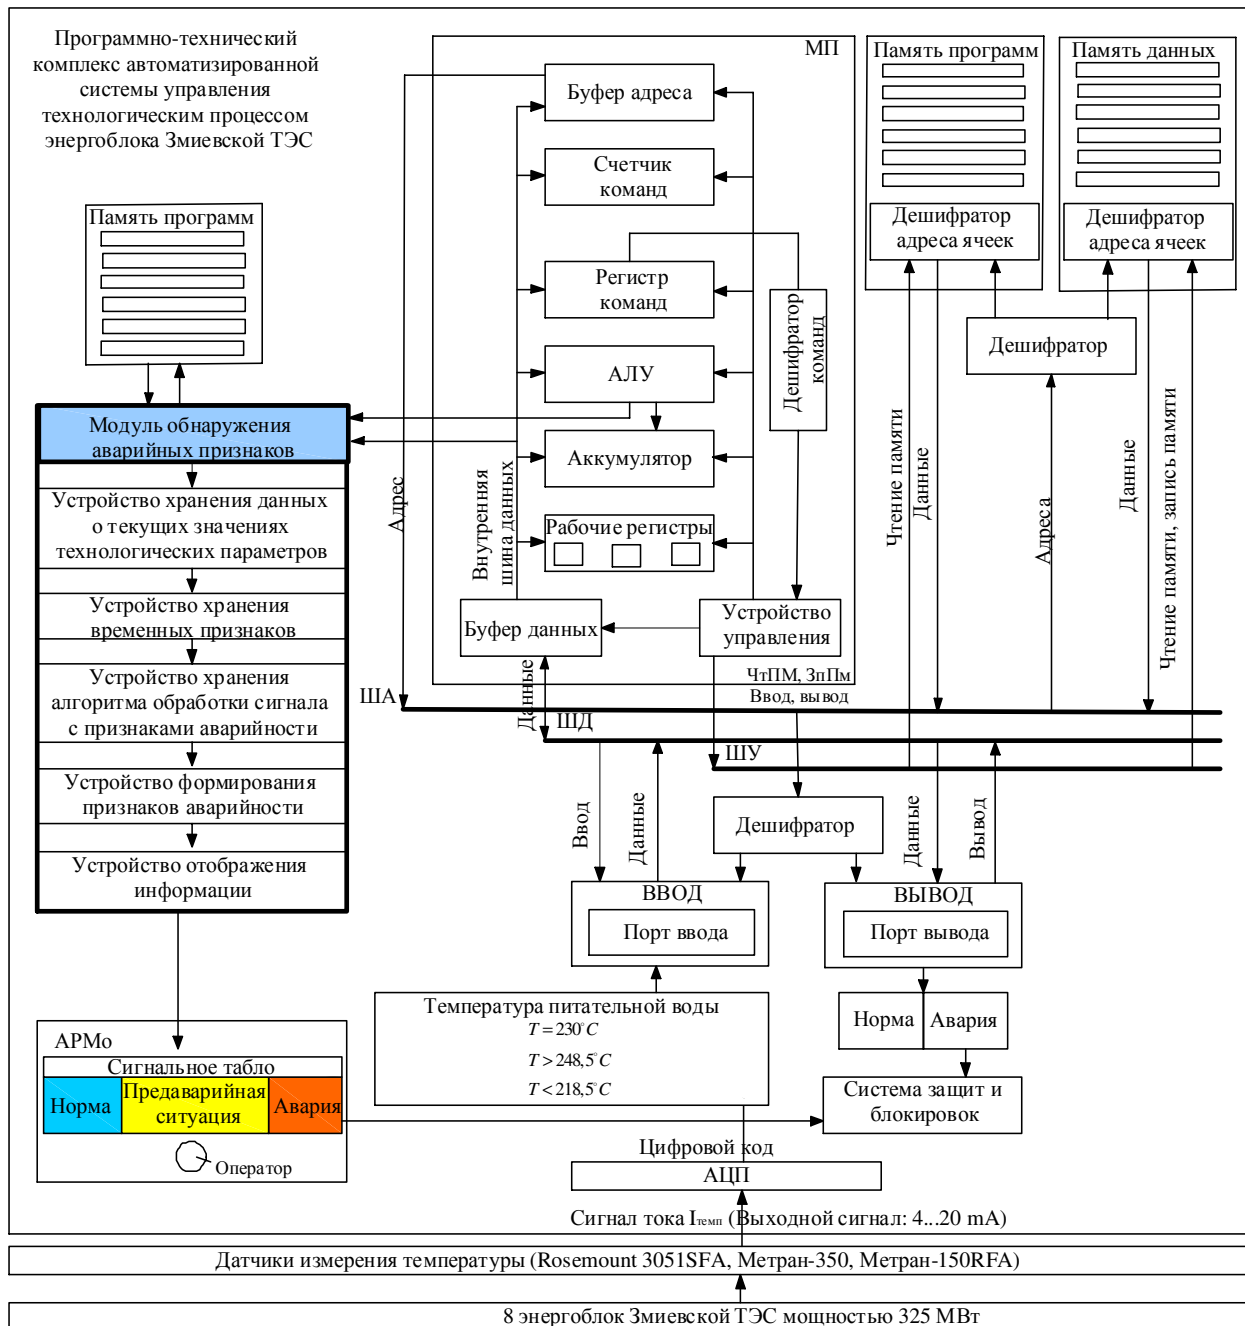 Программно-технический
комплекс автоматизированной
системы управления
технологическим процессом
энергоблока Змиевской ТЭС
Память программ
Модуль обнаружения
аварийных признаков
Устройство хранения данных
о текущих значениях
технологических параметров
Устройство хранения
временных признаков
Устройство хранения
алгоритма обработки сигнала
с признаками аварийности
Устройство формирования
признаков аварийности
Устройство отображения
информации
АРМо
Сигнальное табло
Норма
Предаварийная
ситуация
Авария
Оператор
МП
Буфер адреса
Счетчик
команд
Регистр
команд
АЛУ
Аккумулятор
Рабочие регистры
Дешифратор
команд
Адрес
Внутренняя
шина данных
Буфер данных
Устройство
управления
Данные
ЧтПМ, ЗпПм
Ввод, вывод
ША
ШД
ШУ
Память программ
Дешифратор
адреса ячеек
Память данных
Дешифратор
адреса ячеек
Дешифратор
Чтение памяти
Данные
Адреса
Данные
Чтение памяти, запись памяти
Ввод
Данные
Дешифратор
Данные
Вывод
ВВОД
Порт ввода
ВЫВОД
Порт вывода
Температура питательной воды
T = 230°C
T > 248,5°C
T < 218,5°C
Норма
Авария
Система защит и
блокировок
Цифровой код
АЦП
Сигнал тока Iтемп (Выходной сигнал: 4...20 mA)
Датчики измерения температуры (Rosemount 3051SFA, Метран-350, Метран-150RFA)
8 энергоблок Змиевской ТЭС мощностью 325 МВт